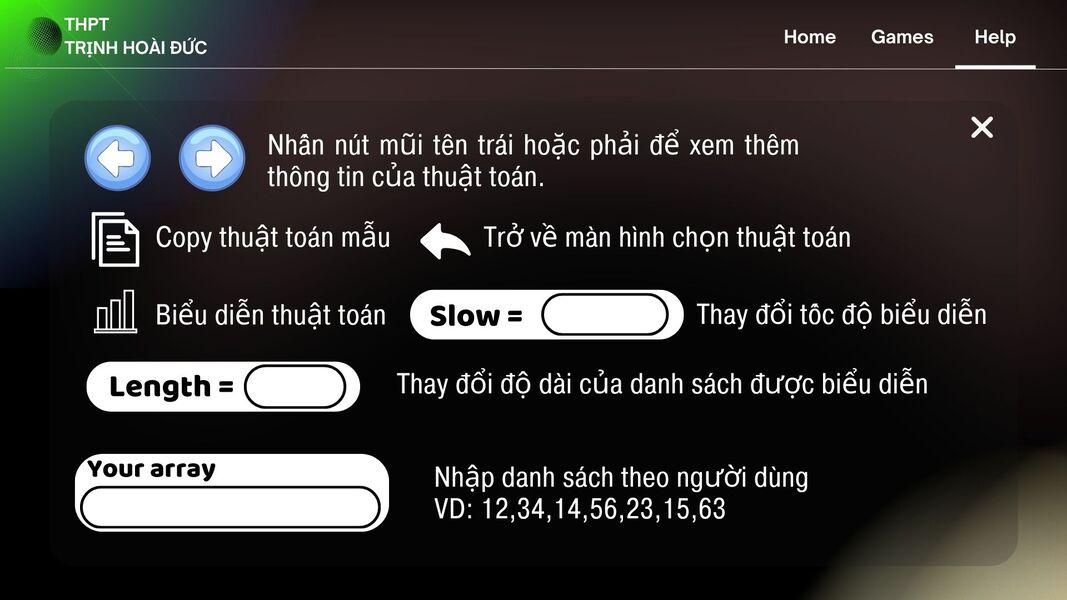 THPT
TRỊNH HOÀI ĐỨC
Home
Games
Help
Nhấn nút mũi tên trái hoặc phải để xem thêm
thông tin của thuật toán.
Copy thuật toán mẫu
Trở về màn hình chọn thuật toán
Biểu diễn thuật toán
Slow =
Thay đổi tốc độ biểu diễn
Length =
Thay đổi độ dài của danh sách được biểu diễn
Your array
Nhập danh sách theo người dùng
VD: 12,34,14,56,23,15,63